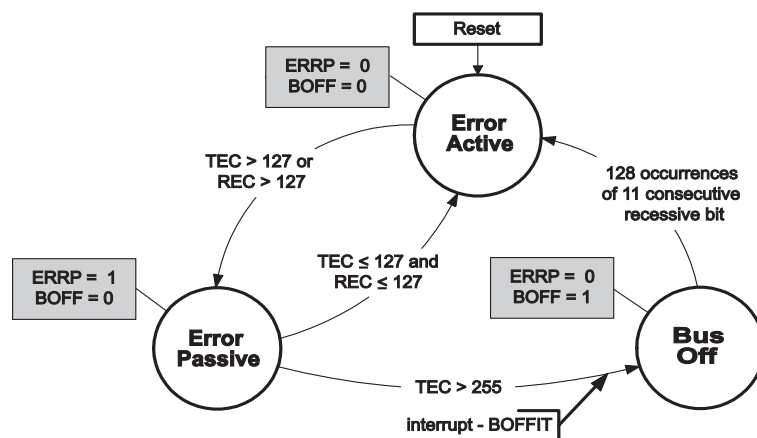 Reset
ERRP = 0
BOFF = 0
Error
Active
TEC > 127 or
REC > 127
128 occurrences
of 11 consecutive
recessive bit
TEC ≤ 127 and
REC ≤ 127
ERRP = 1
BOFF = 0
ERRP = 0
BOFF = 1
Error
Passive
Bus
Off
TEC > 255
interrupt - BOFFIT